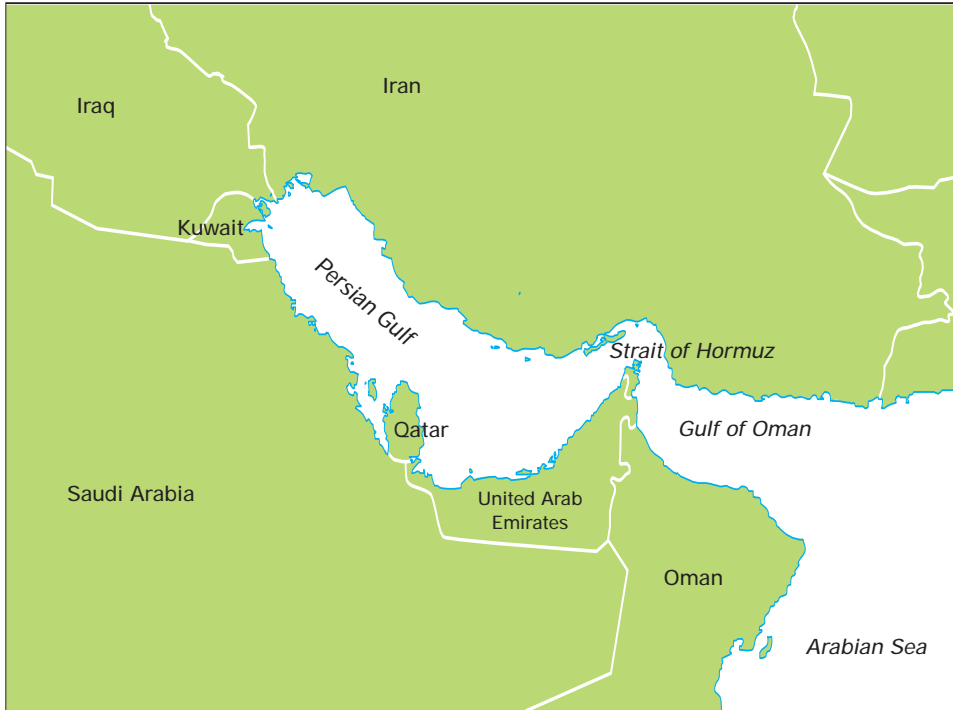 Iran
Iraq
Kuwait
Persian Gulf
Strait of Hormuz
Qatar
Gulf of Oman
Saudi Arabia
United Arab
Emirates
Oman
Arabian Sea